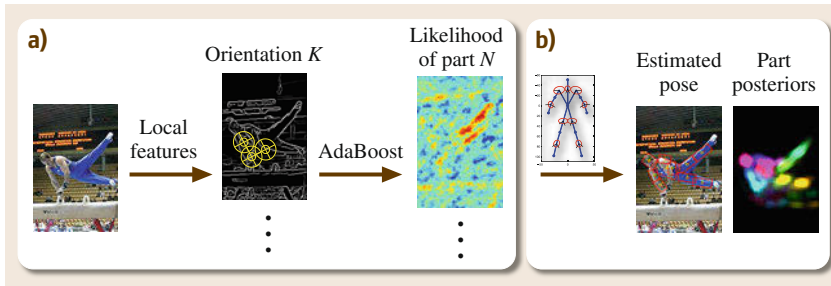 a)
Local
features
Orientation K
AdaBoost
Likelihood
of part N
b)
Estimated
pose
Part
posteriors